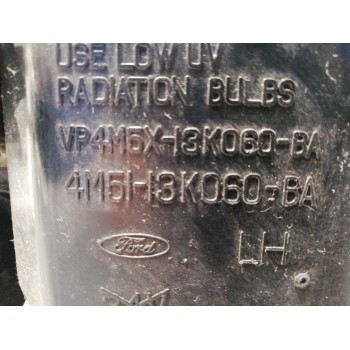 USE LOW UV
RADIATION BULBS
VP4M5X-13K060-BA
4M51-13K060-BA
Ford
LH